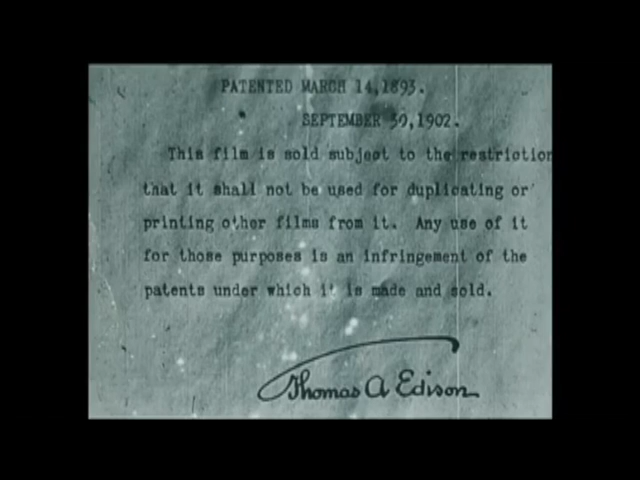 PATENTED MARCH 14,1893.
SEPTEMBER 30,1902.
This film is sold subject to the restriction
that it shall not be used for duplicating or
printing other films from it. Any use of it
for those purposes is an infringement of the
patents under which it is made and sold.
Thomas A Edison